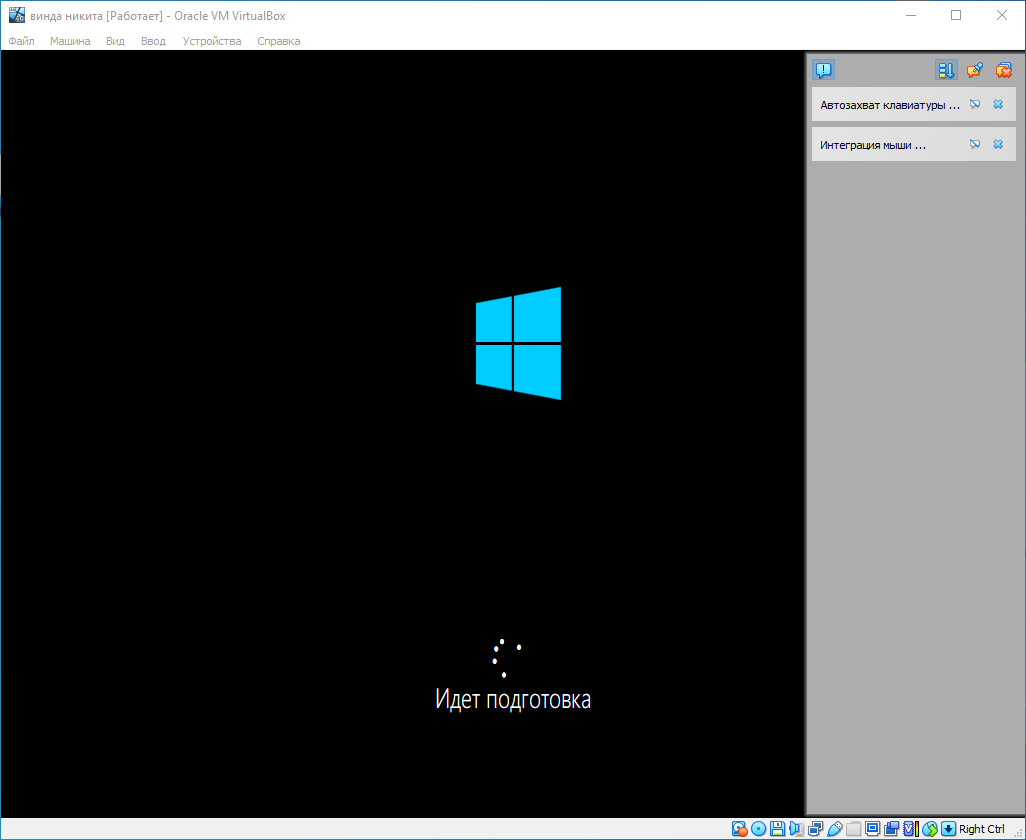 винда никита [Работает] - Oracle VM VirtualBox
Файл Машина Вид Ввод Устройства Справка
Автозахват клавиатуры ...
Интеграция мыши ...
Идет подготовка
Right Ctrl